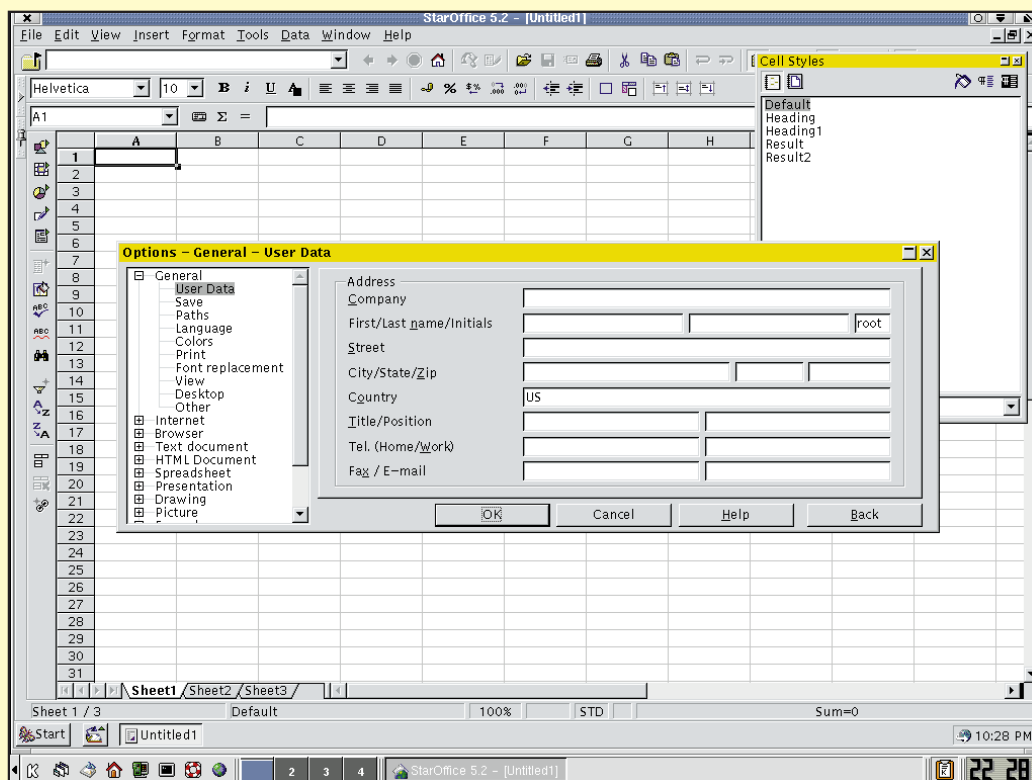 StarOffice 5.2 – [Untitled1]
File Edit View Insert Format Tools Data Window Help
Cell Styles
Helvetica 10 B i U A
Default
Heading
Heading1
Result
Result2
A1 Σ =
A B C D E F G H
1
2
3
4
5
6
7
8
9
10
11
12
13
14
15
16
17
18
19
20
21
22
23
24
25
26
27
28
29
30
31
Options – General – User Data
General
User Data
Save
Paths
Language
Colors
Print
Font replacement
View
Desktop
Other
Internet
Browser
Text document
HTML Document
Spreadsheet
Presentation
Drawing
Picture
Address
Company
First/Last name/Initials root
Street
City/State/Zip
Country US
Title/Position
Tel. (Home/Work)
Fax / E–mail
OK Cancel Help Back
Sheet1 Sheet2 Sheet3
Sheet 1 / 3 Default 100% STD Sum=0
Start Untitled1 10:28 PM
2 3 4 StarOffice 5.2 – [Untitled1] 22 28